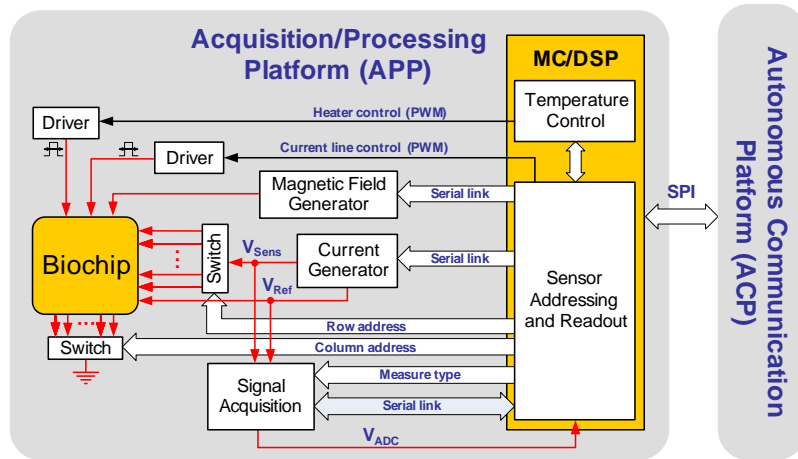 Acquisition/Processing
Platform (APP)
MC/DSP
Temperature
Control
Driver
Heater control (PWM)
Driver
Current line control (PWM)
Magnetic Field
Generator
Serial link
SPI
Biochip
Switch
VSens
Current
Generator
Serial link
VRef
Sensor
Addressing
and Readout
Row address
Switch
Column address
Signal
Acquisition
Measure type
Serial link
VADC
Autonomous Communication
Platform (ACP)